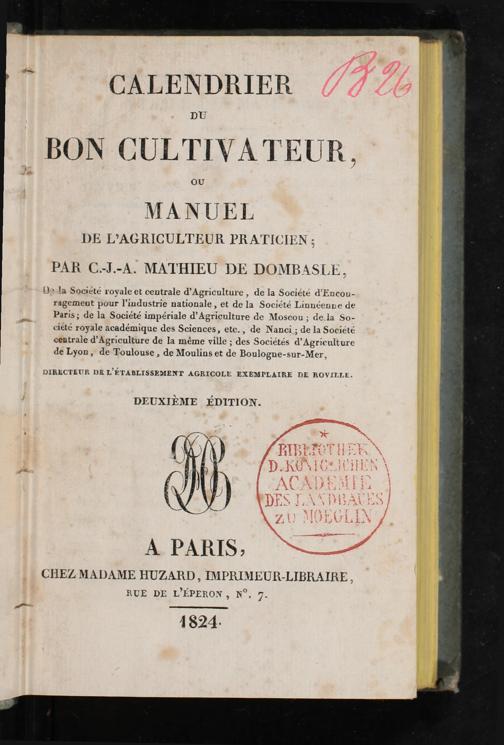 B 26
CALENDRIER
DU
BON CULTIVATEUR,
OU
MANUEL
DE L'AGRICULTEUR PRATICIEN;
PAR C.-J.-A. MATHIEU DE DOMBASLE,
De la Société royale et centrale d'Agriculture, de la Société d'Encou-
ragement pour l'industrie nationale, et de la Société Linnéenne de
Paris; de la Société impériale d'Agriculture de Moscou; de la So-
ciété royale académique des Sciences, etc., de Nanci; de la Société
centrale d'Agriculture de la même ville; des Sociétés d'Agriculture
de Lyon, de Toulouse, de Moulins et de Boulogne-sur-Mer,
DIRECTEUR DE L'ÉTABLISSEMENT AGRICOLE EXEMPLAIRE DE ROVILLE.
DEUXIÈME ÉDITION.
BIBLIOTHEK
D. KÖNIGLICHEN
ACADEMIE
DES LANDBAUES
ZU MOEGLIN
A PARIS,
CHEZ MADAME HUZARD, IMPRIMEUR-LIBRAIRE,
RUE DE L'ÉPERON, N°. 7.
1824.